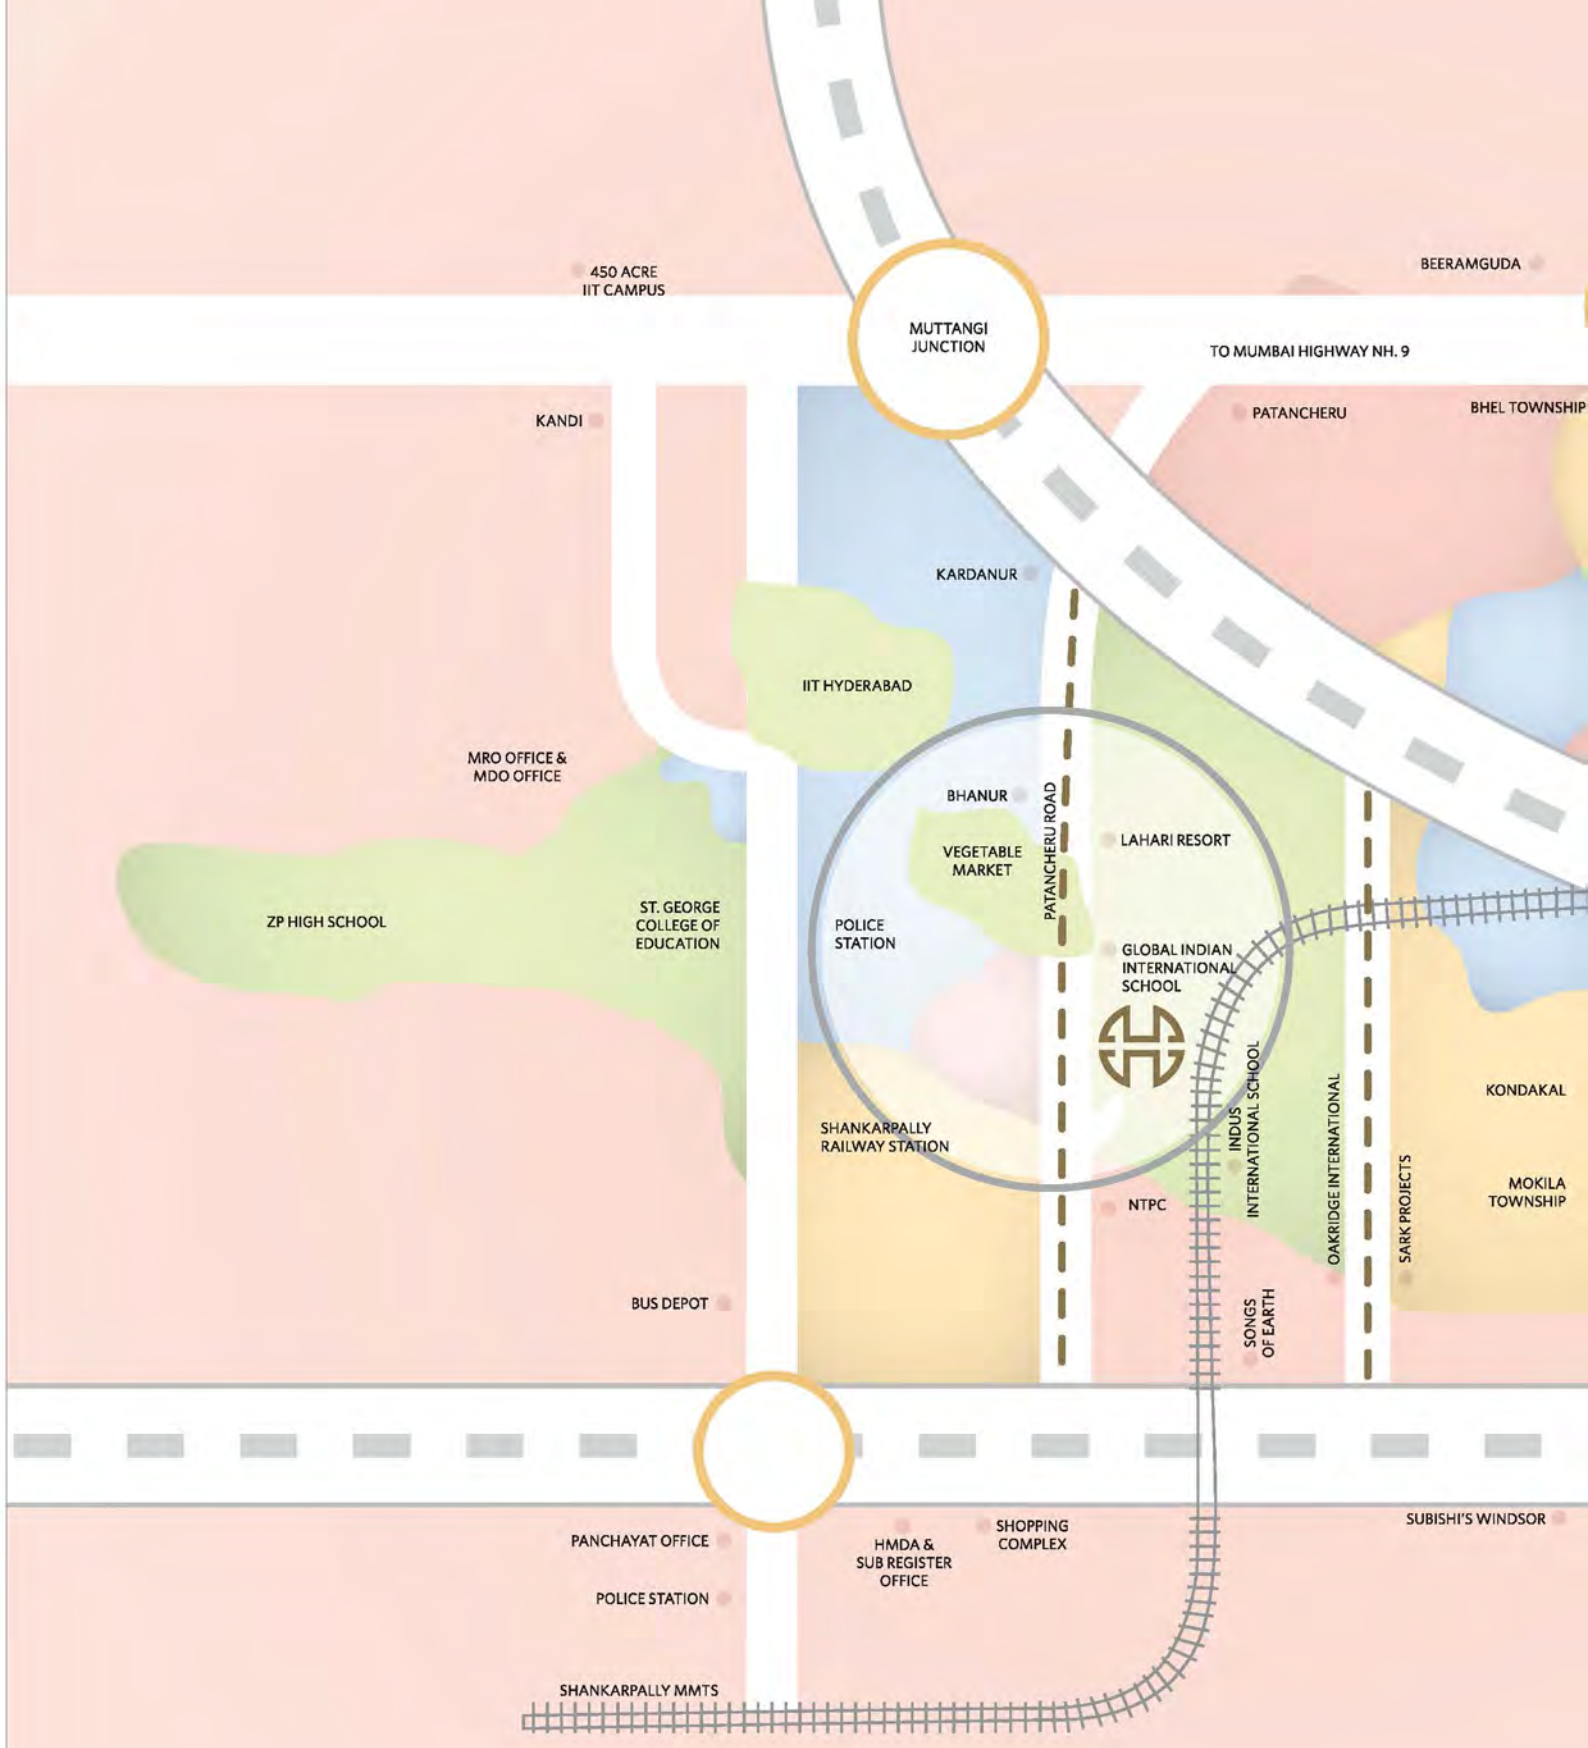 450 ACRE
IIT CAMPUS
BEERAMGUDA
MUTTANGI
JUNCTION
TO MUMBAI HIGHWAY NH. 9
KANDI
PATANCHERU
BHEL TOWNSHIP
KARDANUR
IIT HYDERABAD
MRO OFFICE &
MDO OFFICE
BHANUR
PATANCHERU ROAD
LAHARI RESORT
VEGETABLE
MARKET
ZP HIGH SCHOOL
ST. GEORGE
COLLEGE OF
EDUCATION
POLICE
STATION
GLOBAL INDIAN
INTERNATIONAL
SCHOOL
INDUS
INTERNATIONAL SCHOOL
OAKRIDGE INTERNATIONAL
SARK PROJECTS
KONDAKAL
SHANKARPALLY
RAILWAY STATION
MOKILA
TOWNSHIP
NTPC
BUS DEPOT
SONGS
OF EARTH
PANCHAYAT OFFICE
HMDA &
SUB REGISTER
OFFICE
SHOPPING
COMPLEX
SUBISHI'S WINDSOR
POLICE STATION
SHANKARPALLY MMTS